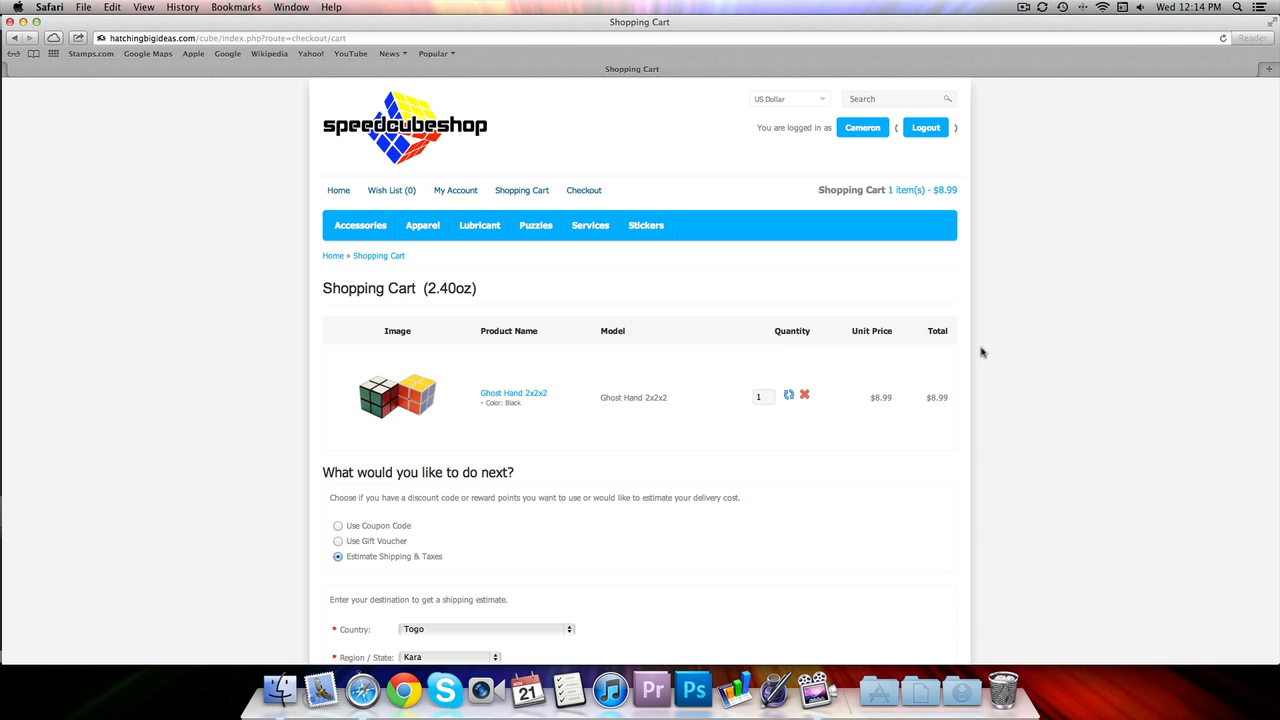 Safari File Edit View History Bookmarks Window Help Wed 12:14 PM
Shopping Cart
hatchingbigideas.com/cube/index.php?route=checkout/cart Reader
Stamps.com Google Maps Apple Google Wikipedia Yahoo! YouTube News Popular
Shopping Cart
speedcubeshop
US Dollar Search
You are logged in as Cameron ( Logout )
Home Wish List (0) My Account Shopping Cart Checkout Shopping Cart 1 item(s) - $8.99
Accessories Apparel Lubricant Puzzles Services Stickers
Home » Shopping Cart
Shopping Cart (2.40oz)
Image Product Name Model Quantity Unit Price Total
Ghost Hand 2x2x2
- Color: Black
Ghost Hand 2x2x2 1 $8.99 $8.99
What would you like to do next?
Choose if you have a discount code or reward points you want to use or would like to estimate your delivery cost.
Use Coupon Code
Use Gift Voucher
Estimate Shipping & Taxes
Enter your destination to get a shipping estimate.
* Country: Togo
* Region / State: Kara
NOV
21
Pr Ps